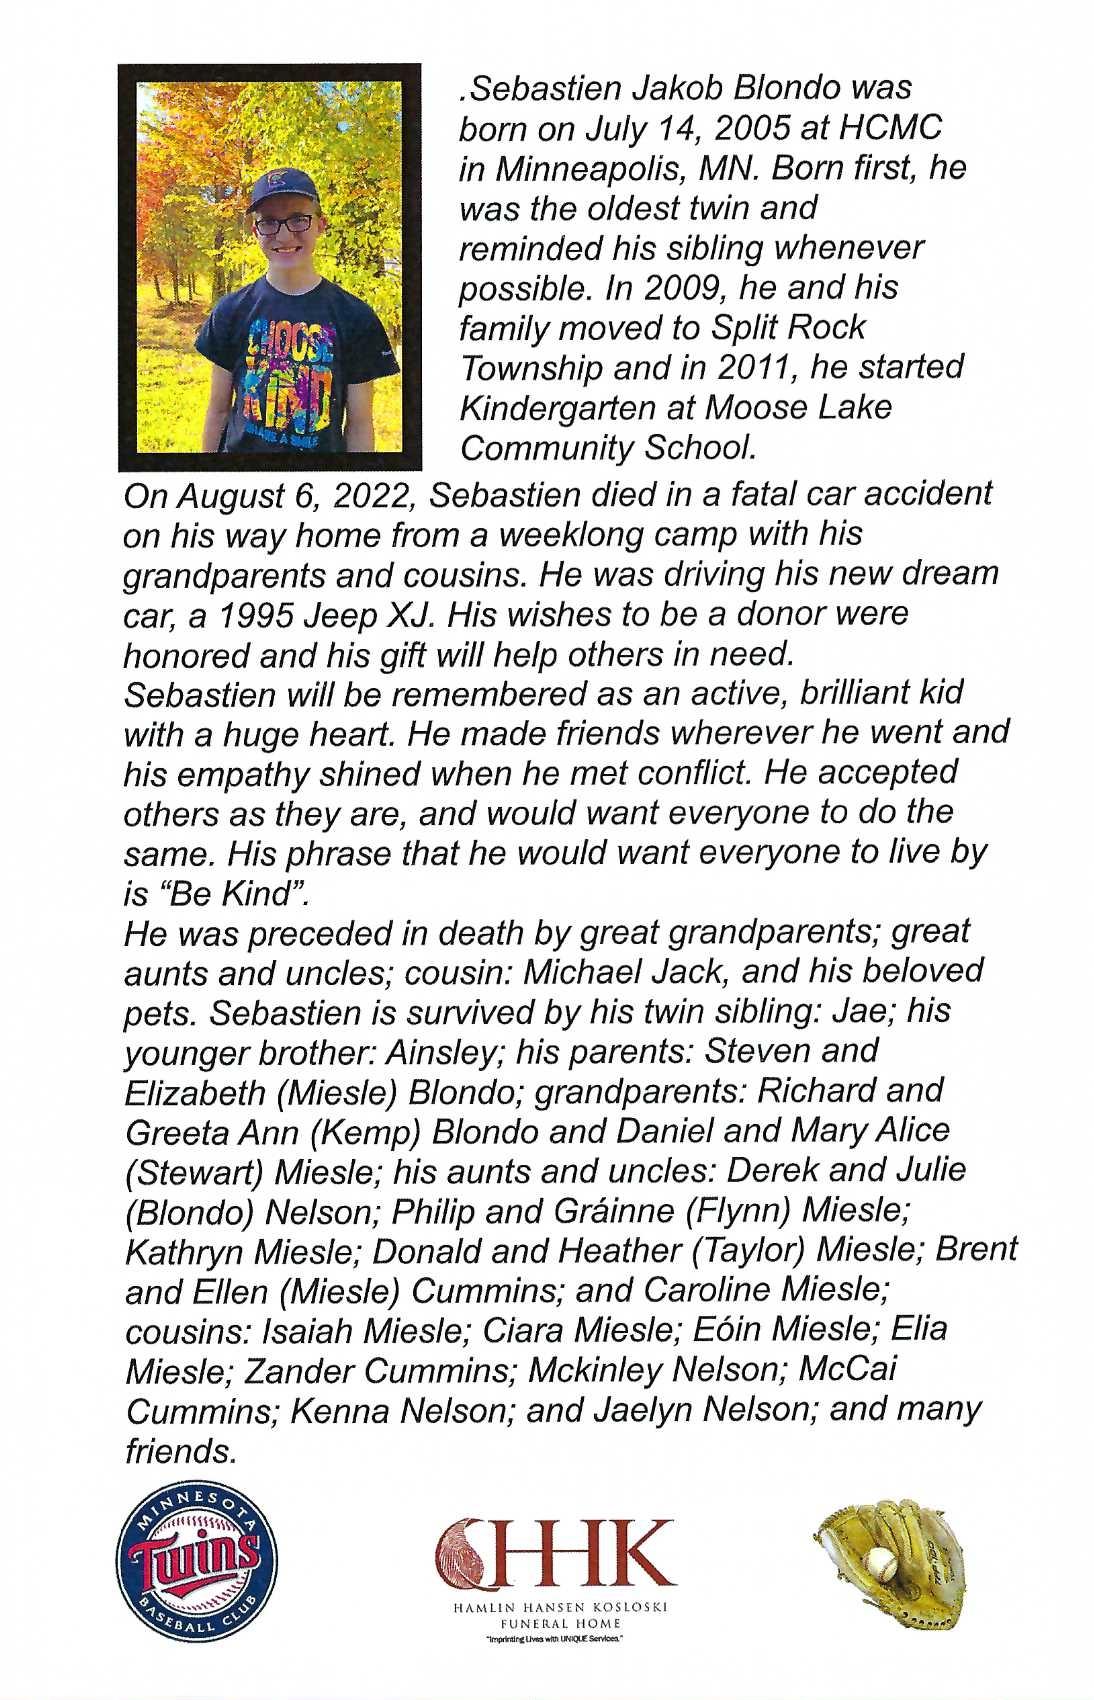 .Sebastien Jakob Blondo was
born on July 14, 2005 at HCMC
in Minneapolis, MN. Born first, he
was the oldest twin and
reminded his sibling whenever
possible. In 2009, he and his
family moved to Split Rock
Township and in 2011, he started
Kindergarten at Moose Lake
Community School.
CHOOSE
KIND
SHARE A SMILE
On August 6, 2022, Sebastien died in a fatal car accident
on his way home from a weeklong camp with his
grandparents and cousins. He was driving his new dream
car, a 1995 Jeep XJ. His wishes to be a donor were
honored and his gift will help others in need.
Sebastien will be remembered as an active, brilliant kid
with a huge heart. He made friends wherever he went and
his empathy shined when he met conflict. He accepted
others as they are, and would want everyone to do the
same. His phrase that he would want everyone to live by
is “Be Kind”.
He was preceded in death by great grandparents; great
aunts and uncles; cousin: Michael Jack, and his beloved
pets. Sebastien is survived by his twin sibling: Jae; his
younger brother: Ainsley; his parents: Steven and
Elizabeth (Miesle) Blondo; grandparents: Richard and
Greeta Ann (Kemp) Blondo and Daniel and Mary Alice
(Stewart) Miesle; his aunts and uncles: Derek and Julie
(Blondo) Nelson; Philip and Gráinne (Flynn) Miesle;
Kathryn Miesle; Donald and Heather (Taylor) Miesle; Brent
and Ellen (Miesle) Cummins; and Caroline Miesle;
cousins: Isaiah Miesle; Ciara Miesle; Eóin Miesle; Elia
Miesle; Zander Cummins; Mckinley Nelson; McCai
Cummins; Kenna Nelson; and Jaelyn Nelson; and many
friends.
MINNESOTA
Twins
BASEBALL CLUB
HHK
HAMLIN HANSEN KOSLOSKI
FUNERAL HOME
"Imprinting Lives with UNIQUE Services."